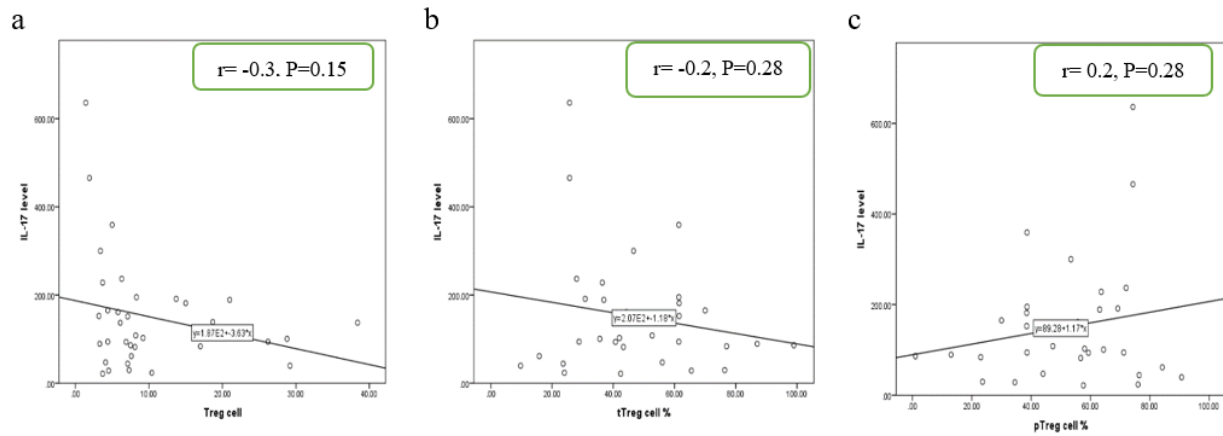 a
r= -0.3. P=0.15
600.00
400.00
200.00
.00
IL-17 level
y=1.87E2+-3.63*x
.00 10.00 20.00 30.00 40.00
Treg cell
b
r= -0.2, P=0.28
600.00
400.00
200.00
.00
IL-17 level
y=2.07E2+-1.18*x
.00 20.00 40.00 60.00 80.00 100.00
tTreg cell %
c
r= 0.2, P=0.28
600.00
400.00
200.00
.00
IL-17 level
y=89.28+1.17*x
.00 20.00 40.00 60.00 80.00 100.00
pTreg cell %